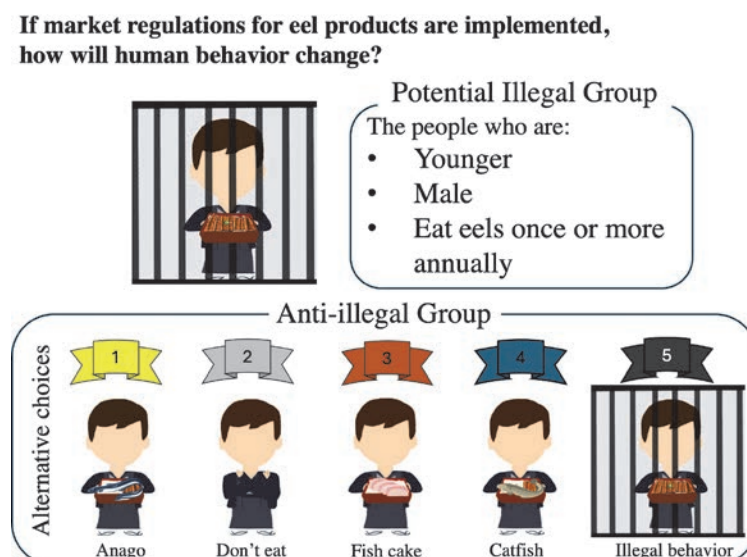 If market regulations for eel products are implemented,
how will human behavior change?
Potential Illegal Group
The people who are:
• Younger
• Male
• Eat eels once or more
annually
Anti-illegal Group
Alternative choices
1
2
3
4
5
Anago
Don't eat
Fish cake
Catfish
Illegal behavior